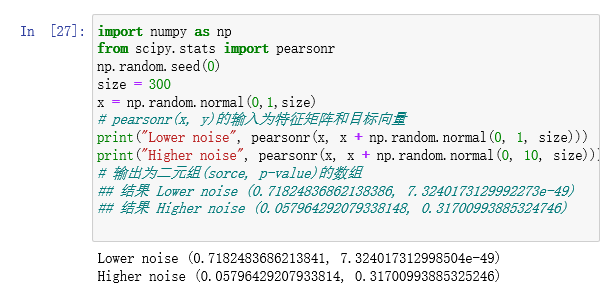 In [27]: import numpy as np
from scipy.stats import pearsonr
np.random.seed(0)
size = 300
x = np.random.normal(0,1,size)
# pearsonr(x, y)的输入为特征矩阵和目标向量
print("Lower noise", pearsonr(x, x + np.random.normal(0, 1, size)))
print("Higher noise", pearsonr(x, x + np.random.normal(0, 10, size)))
# 输出为二元组(sorce, p-value)的数组
## 结果 Lower noise (0.71824836862138386, 7.3240173129992273e-49)
## 结果 Higher noise (0.057964292079338148, 0.31700993885324746)
Lower noise (0.7182483686213841, 7.324017312998504e-49)
Higher noise (0.05796429207933814, 0.31700993885325246)